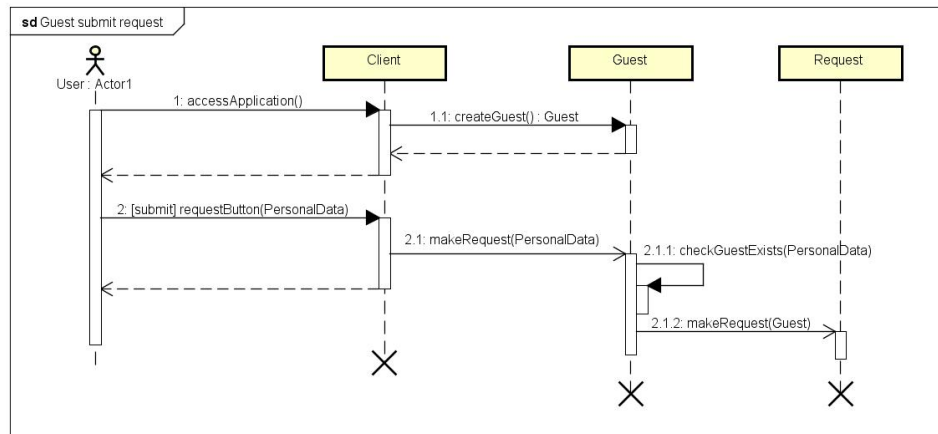 sd Guest submit request
Client
Guest
Request
User : Actor1
1: accessApplication()
1.1: createGuest() : Guest
2: [submit] requestButton(PersonalData)
2.1: makeRequest(PersonalData)
2.1.1: checkGuestExists(PersonalData)
2.1.2: makeRequest(Guest)